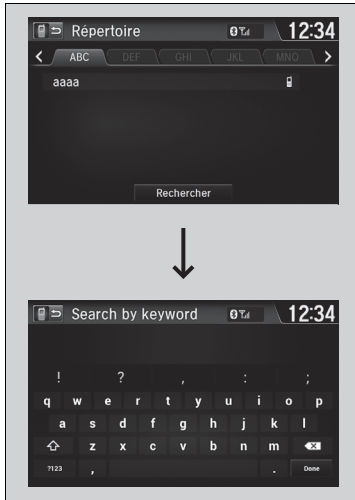 Répertoire 12:34
ABC DEF GHI JKL MNO
aaaa
Rechercher
Search by keyword 12:34
! ? , : ;
q w e r t y u i o p
a s d f g h j k l
z x c v b n m
?123 , . Done